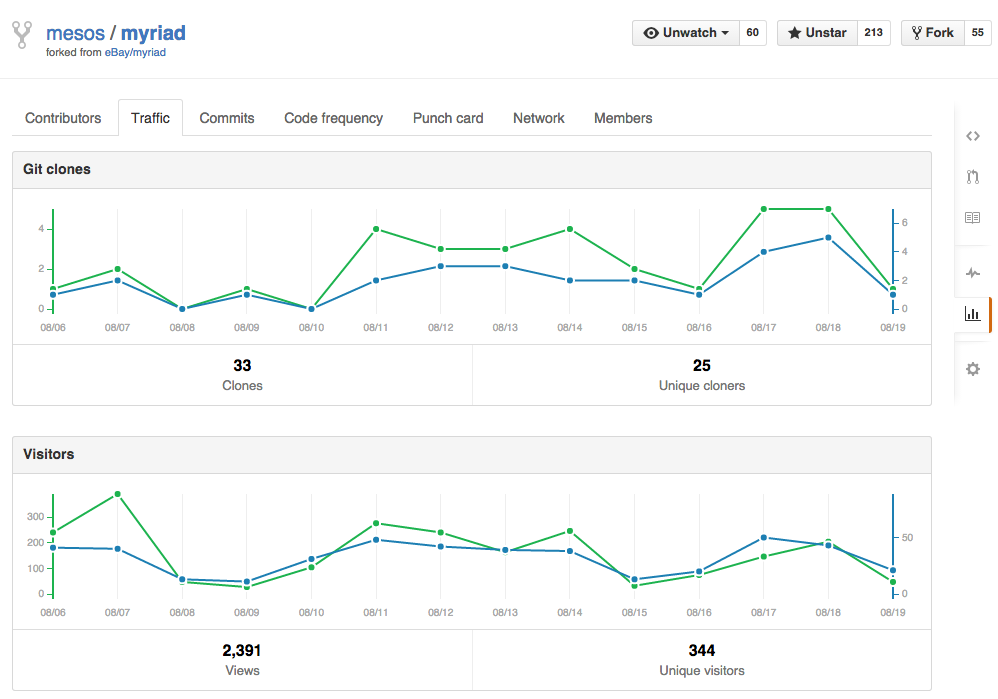 mesos / myriad
forked from eBay/myriad
Unwatch 60 Unstar 213 Fork 55
Contributors Traffic Commits Code frequency Punch card Network Members
Git clones
4
2
0
6
4
2
0
08/06 08/07 08/08 08/09 08/10 08/11 08/12 08/13 08/14 08/15 08/16 08/17 08/18 08/19
33
Clones
25
Unique cloners
Visitors
300
200
100
0
50
0
08/06 08/07 08/08 08/09 08/10 08/11 08/12 08/13 08/14 08/15 08/16 08/17 08/18 08/19
2,391
Views
344
Unique visitors